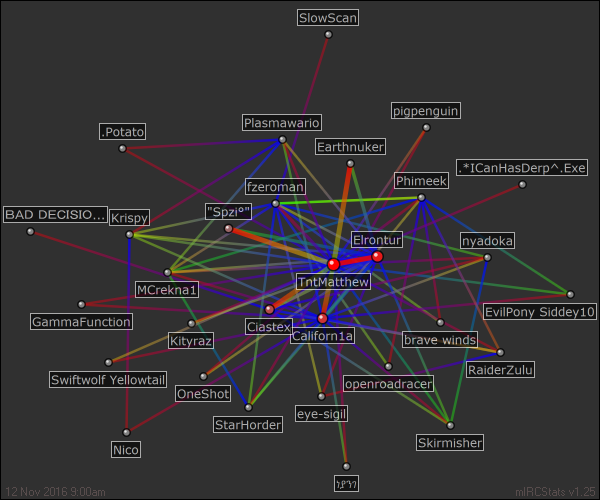 SlowScan
pigpenguin
Plasmawario
.Potato
Earthnuker
.*ICanHasDerp^.Exe
Phimeek
fzeroman
BAD DECISIO...
Krispy
"Spzi°"
Elrontur
nyadoka
TntMatthew
MCrekna1
EvilPony Siddey10
GammaFunction
Ciastex
Californ1a
Kityraz
brave winds
RaiderZulu
Swiftwolf Yellowtail
OneShot
openroadracer
eye-sigil
StarHorder
Skirmisher
Nico
12 Nov 2016 9:00am
mIRCStats v1.25